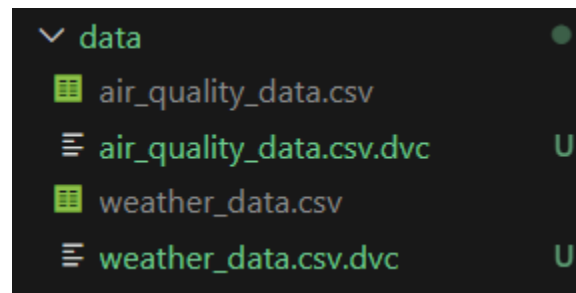 data
air_quality_data.csv
air_quality_data.csv.dvc U
weather_data.csv
weather_data.csv.dvc U